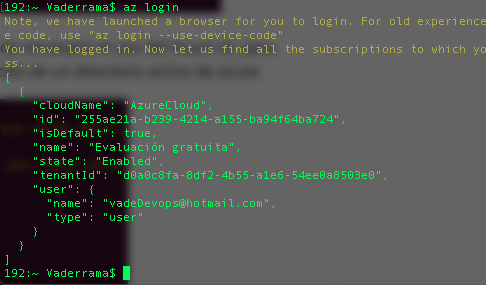 192:~ Vaderrama$ az login
Note, we have launched a browser for you to login. For old experience
e code, use "az login --use-device-code"
You have logged in. Now let us find all the subscriptions to which yo
ss...
[
  {
    "cloudName": "AzureCloud",
    "id": "255ae21a-b239-4214-a155-ba94f64ba724",
    "isDefault": true,
    "name": "Evaluación gratuita",
    "state": "Enabled",
    "tenantId": "d0a0c8fa-8df2-4b55-a1e6-54ee0a8503e0",
    "user": {
      "name": "vadeDevops@hotmail.com",
      "type": "user"
    }
  }
]
192:~ Vaderrama$